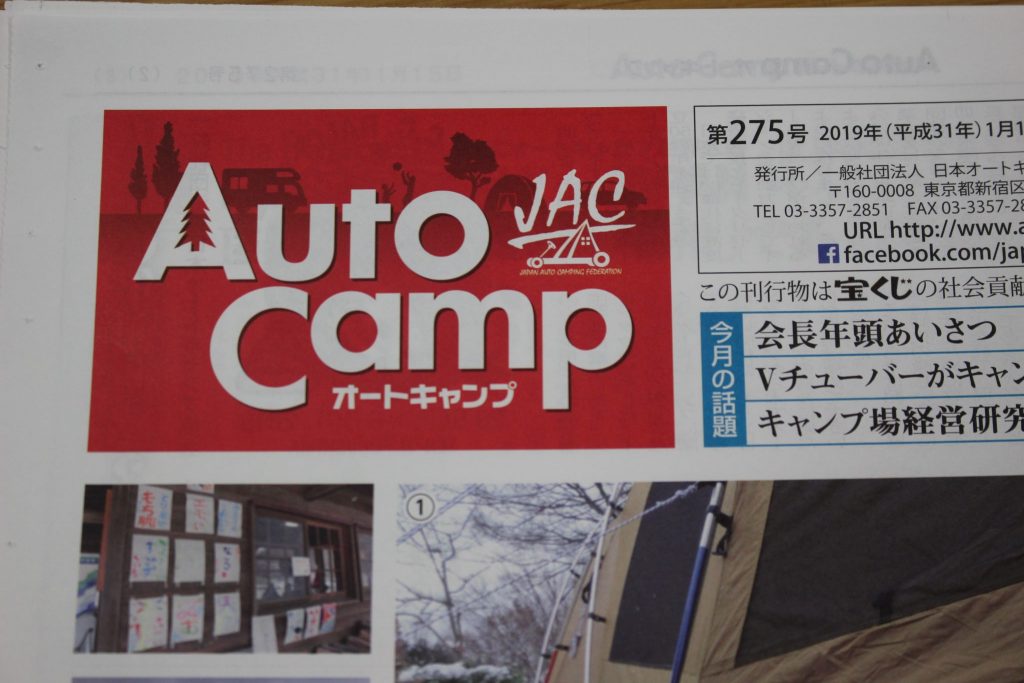 Auto
Camp
オートキャンプ
JAC
JAPAN AUTO CAMPING FEDERATION
第275号 2019年(平成31年)1月1
発行所/一般社団法人 日本オートキ
〒160-0008 東京都新宿区
TEL 03-3357-2851 FAX 03-3357-28
URL http://www.a
facebook.com/jap
この刊行物は宝くじの社会貢献
今月の話題
会長年頭あいさつ
Vチューバーがキャン
キャンプ場経営研究
①